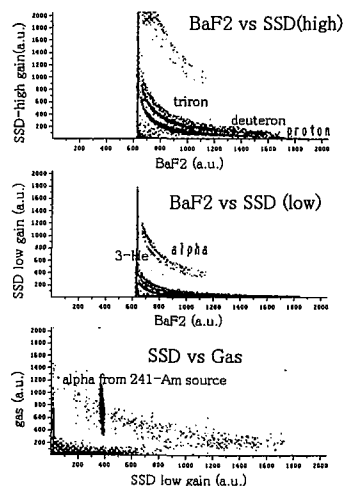 BaF2 vs SSD(high)
SSD-high gain(a.u.)
2000
1800
1600
1400
1200
1000
800
600
400
200
triron
deuteron
proton
200 400 600 800 1000 1200 1400 1600 1800 2000
BaF2 (a.u.)
BaF2 vs SSD (low)
SSD low gain (a.u.)
2000
1800
1600
1400
1200
1000
800
600
400
200
3-He
alpha
200 400 600 800 1000 1200 1400 1600 1800 2000
BaF2 (a.u.)
SSD vs Gas
gas (a.u.)
2000
1800
1600
1400
1200
1000
800
600
400
200
alpha from 241-Am source
200 400 600 800 1000 1200 1400 1600 1800 2000
SSD low gain (a.u.)